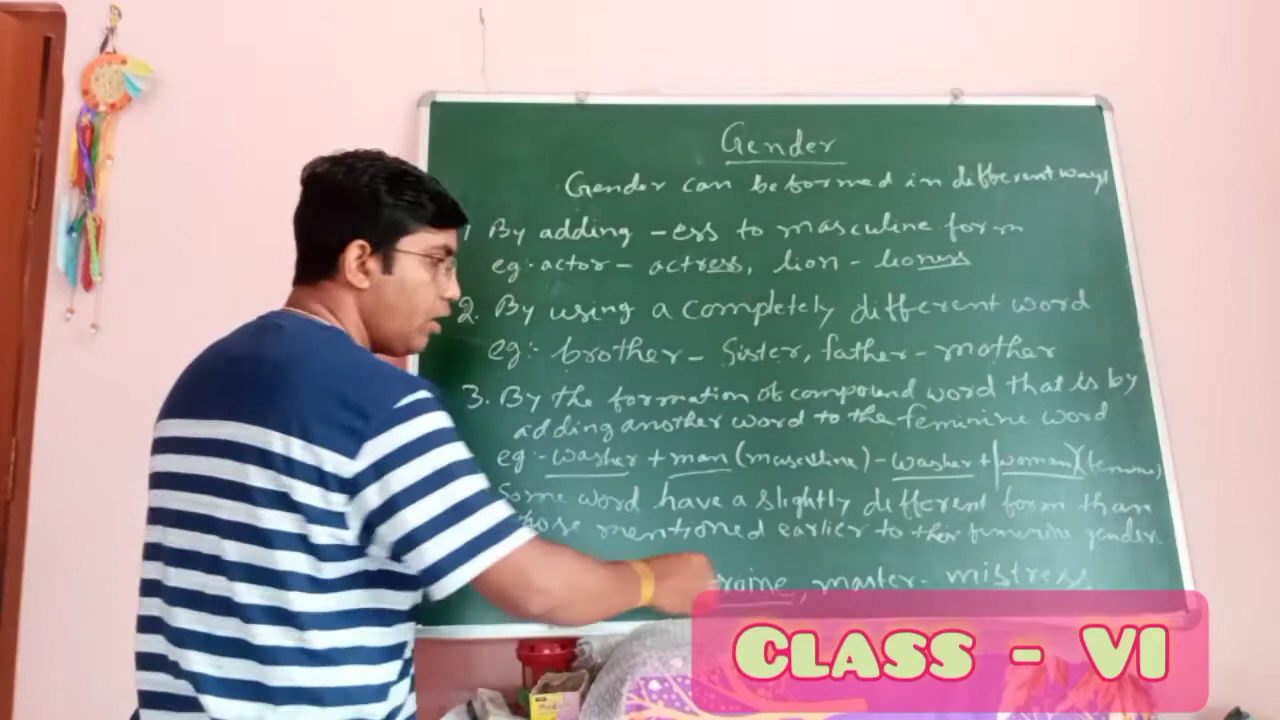 Gender
Gender can be formed in different ways
1. By adding -ess to masculine form
eg:- actor - actress, lion - lioness
2. By using a completely different word
eg:- brother - Sister, father - mother
3. By the formation of compound word that is by
adding another word to the feminine word
eg:- washer + man (masculine) - washer + woman)
Some word have a slightly different form than
those mentioned earlier to their feminine gender.
master - mistress
CLASS - VI